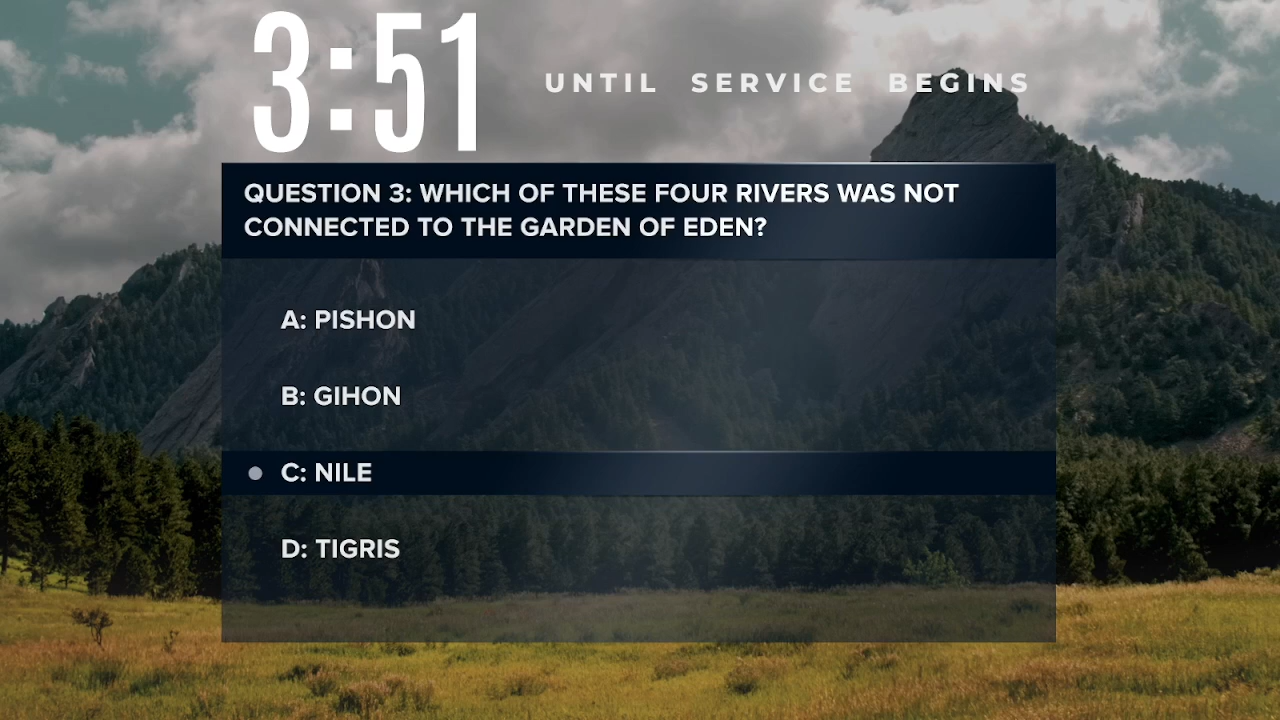 3:51
UNTIL SERVICE BEGINS
QUESTION 3: WHICH OF THESE FOUR RIVERS WAS NOT
CONNECTED TO THE GARDEN OF EDEN?
A: PISHON
B: GIHON
C: NILE
D: TIGRIS